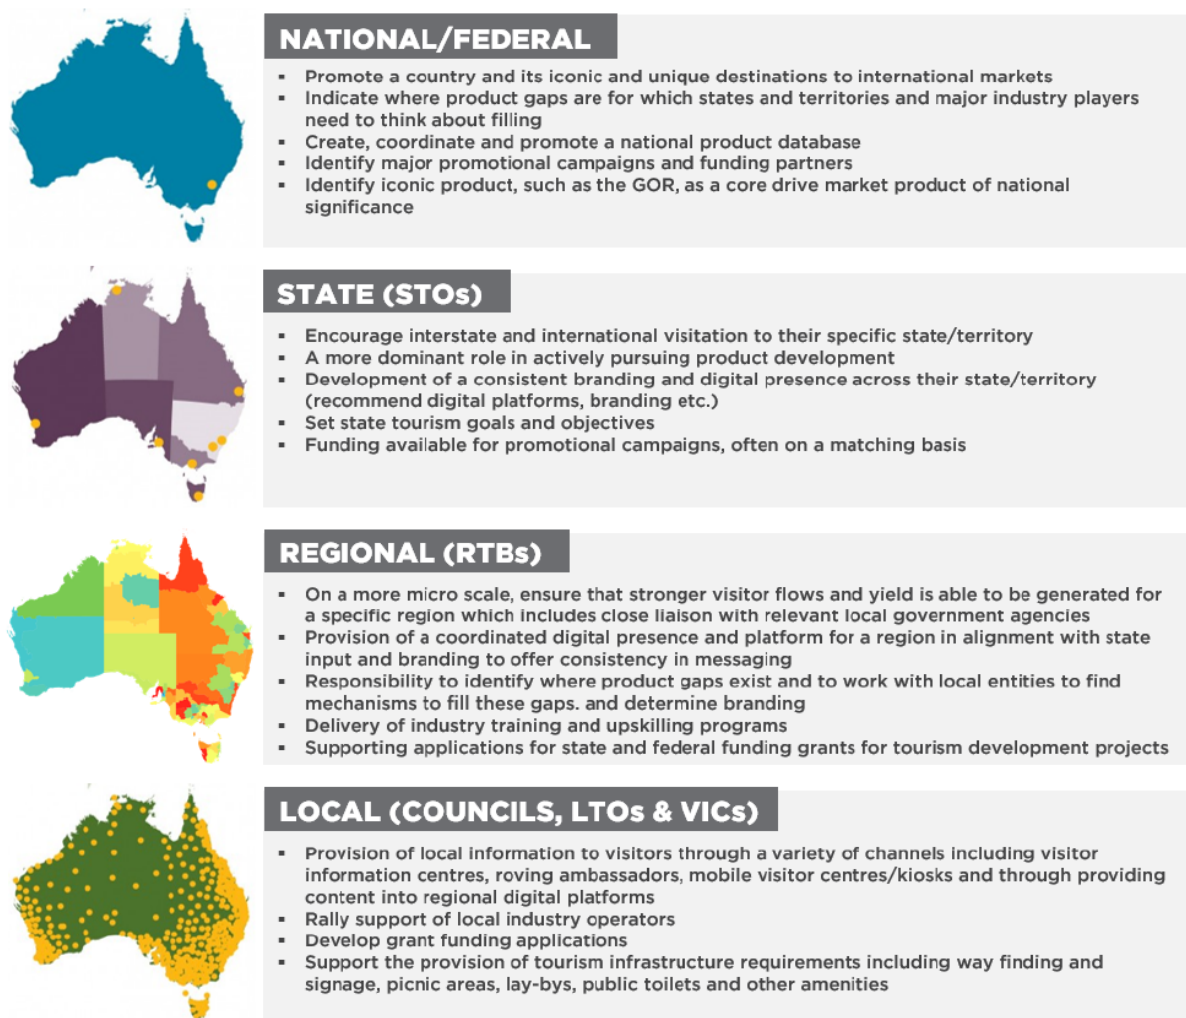 NATIONAL/FEDERAL
▪ Promote a country and its iconic and unique destinations to international markets
▪ Indicate where product gaps are for which states and territories and major industry players
need to think about filling
▪ Create, coordinate and promote a national product database
▪ Identify major promotional campaigns and funding partners
▪ Identify iconic product, such as the GOR, as a core drive market product of national
significance
STATE (STOs)
▪ Encourage interstate and international visitation to their specific state/territory
▪ A more dominant role in actively pursuing product development
▪ Development of a consistent branding and digital presence across their state/territory
(recommend digital platforms, branding etc.)
▪ Set state tourism goals and objectives
▪ Funding available for promotional campaigns, often on a matching basis
REGIONAL (RTBs)
▪ On a more micro scale, ensure that stronger visitor flows and yield is able to be generated for
a specific region which includes close liaison with relevant local government agencies
▪ Provision of a coordinated digital presence and platform for a region in alignment with state
input and branding to offer consistency in messaging
▪ Responsibility to identify where product gaps exist and to work with local entities to find
mechanisms to fill these gaps. and determine branding
▪ Delivery of industry training and upskilling programs
▪ Supporting applications for state and federal funding grants for tourism development projects
LOCAL (COUNCILS, LTOs & VICs)
▪ Provision of local information to visitors through a variety of channels including visitor
information centres, roving ambassadors, mobile visitor centres/kiosks and through providing
content into regional digital platforms
▪ Rally support of local industry operators
▪ Develop grant funding applications
▪ Support the provision of tourism infrastructure requirements including way finding and
signage, picnic areas, lay-bys, public toilets and other amenities